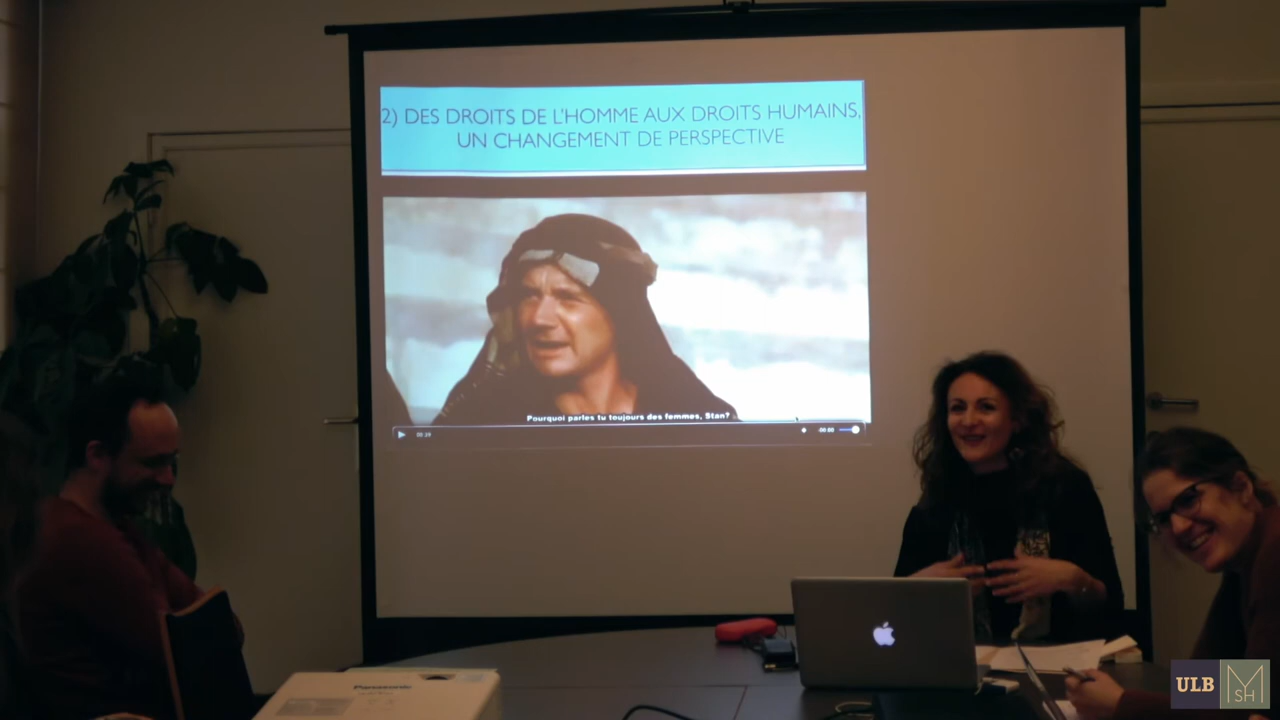 2) DES DROITS DE L'HOMME AUX DROITS HUMAINS,
UN CHANGEMENT DE PERSPECTIVE
Pourquoi parles tu toujours des femmes, Stan?
Panasonic
ULB
MSH